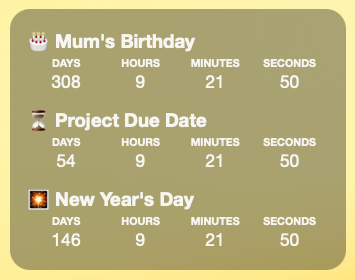 🎂 Mum's Birthday
DAYS HOURS MINUTES SECONDS
308 9 21 50
⏳ Project Due Date
DAYS HOURS MINUTES SECONDS
54 9 21 50
🎆 New Year's Day
DAYS HOURS MINUTES SECONDS
146 9 21 50